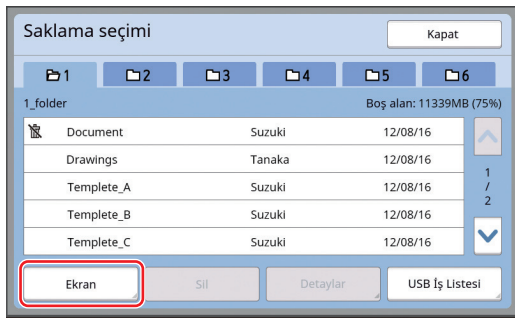 Saklama seçimi Kapat
1 2 3 4 5 6
1_folder Boş alan: 11339MB (75%)
Document Suzuki 12/08/16
Drawings Tanaka 12/08/16
Templete_A Suzuki 12/08/16
Templete_B Suzuki 12/08/16
Templete_C Suzuki 12/08/16
1
/
2
Ekran Sil Detaylar USB İş Listesi